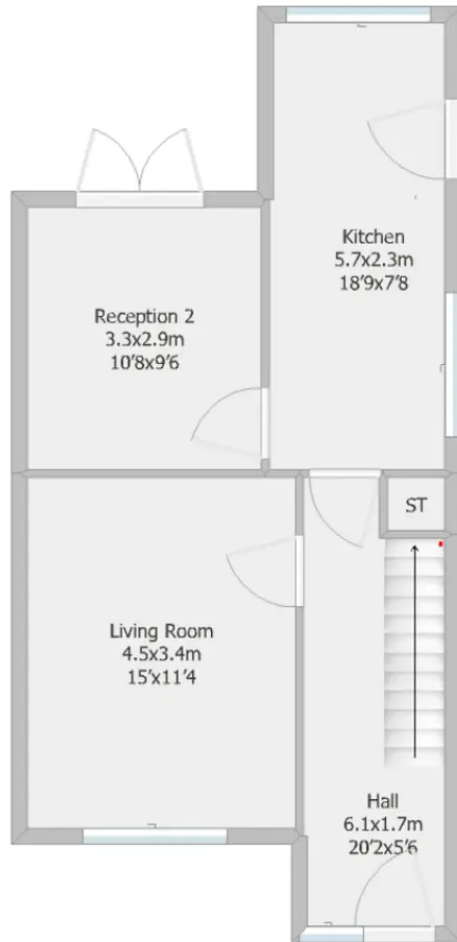 Kitchen
5.7x2.3m
18'9x7'8
Reception 2
3.3x2.9m
10'8x9'6
ST
Living Room
4.5x3.4m
15'x11'4
Hall
6.1x1.7m
20'2x5'6